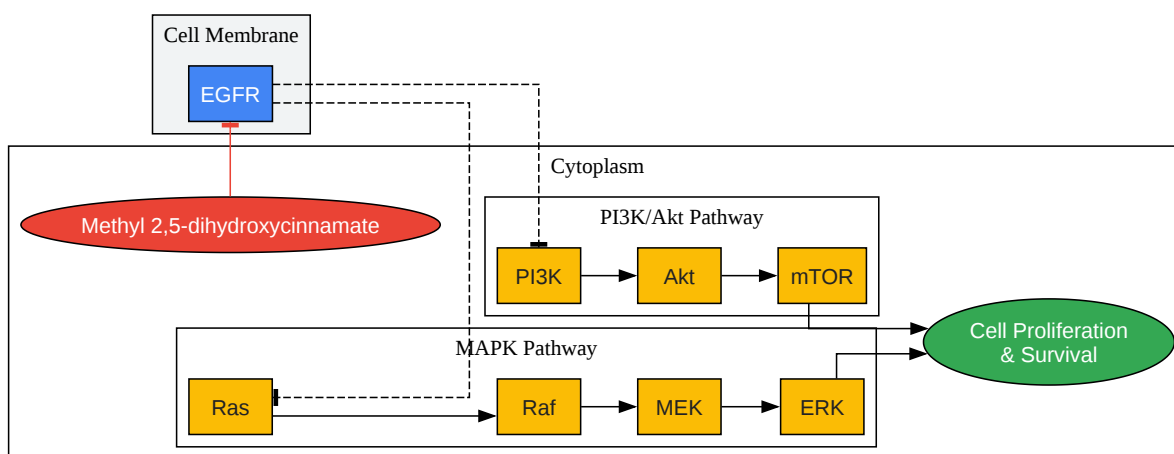 Cell Membrane
EGFR
Cytoplasm
Methyl 2,5-dihydroxycinnamate
PI3K/Akt Pathway
PI3K
Akt
mTOR
Cell Proliferation
& Survival
MAPK Pathway
Ras
Raf
MEK
ERK